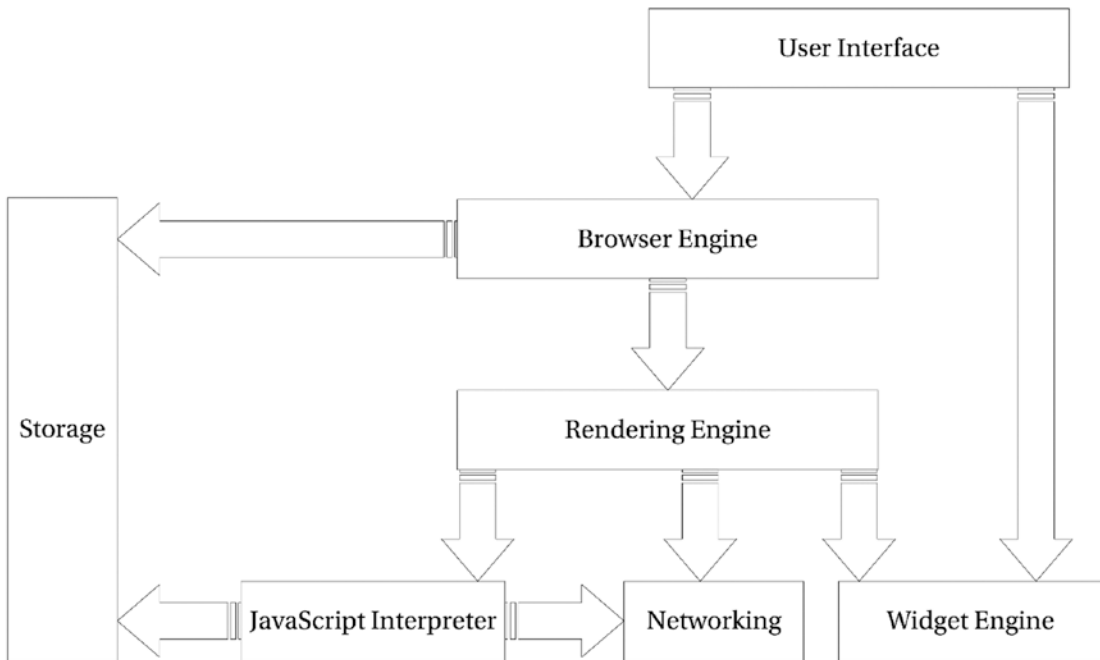 User Interface
Browser Engine
Storage
Rendering Engine
JavaScript Interpreter
Networking
Widget Engine